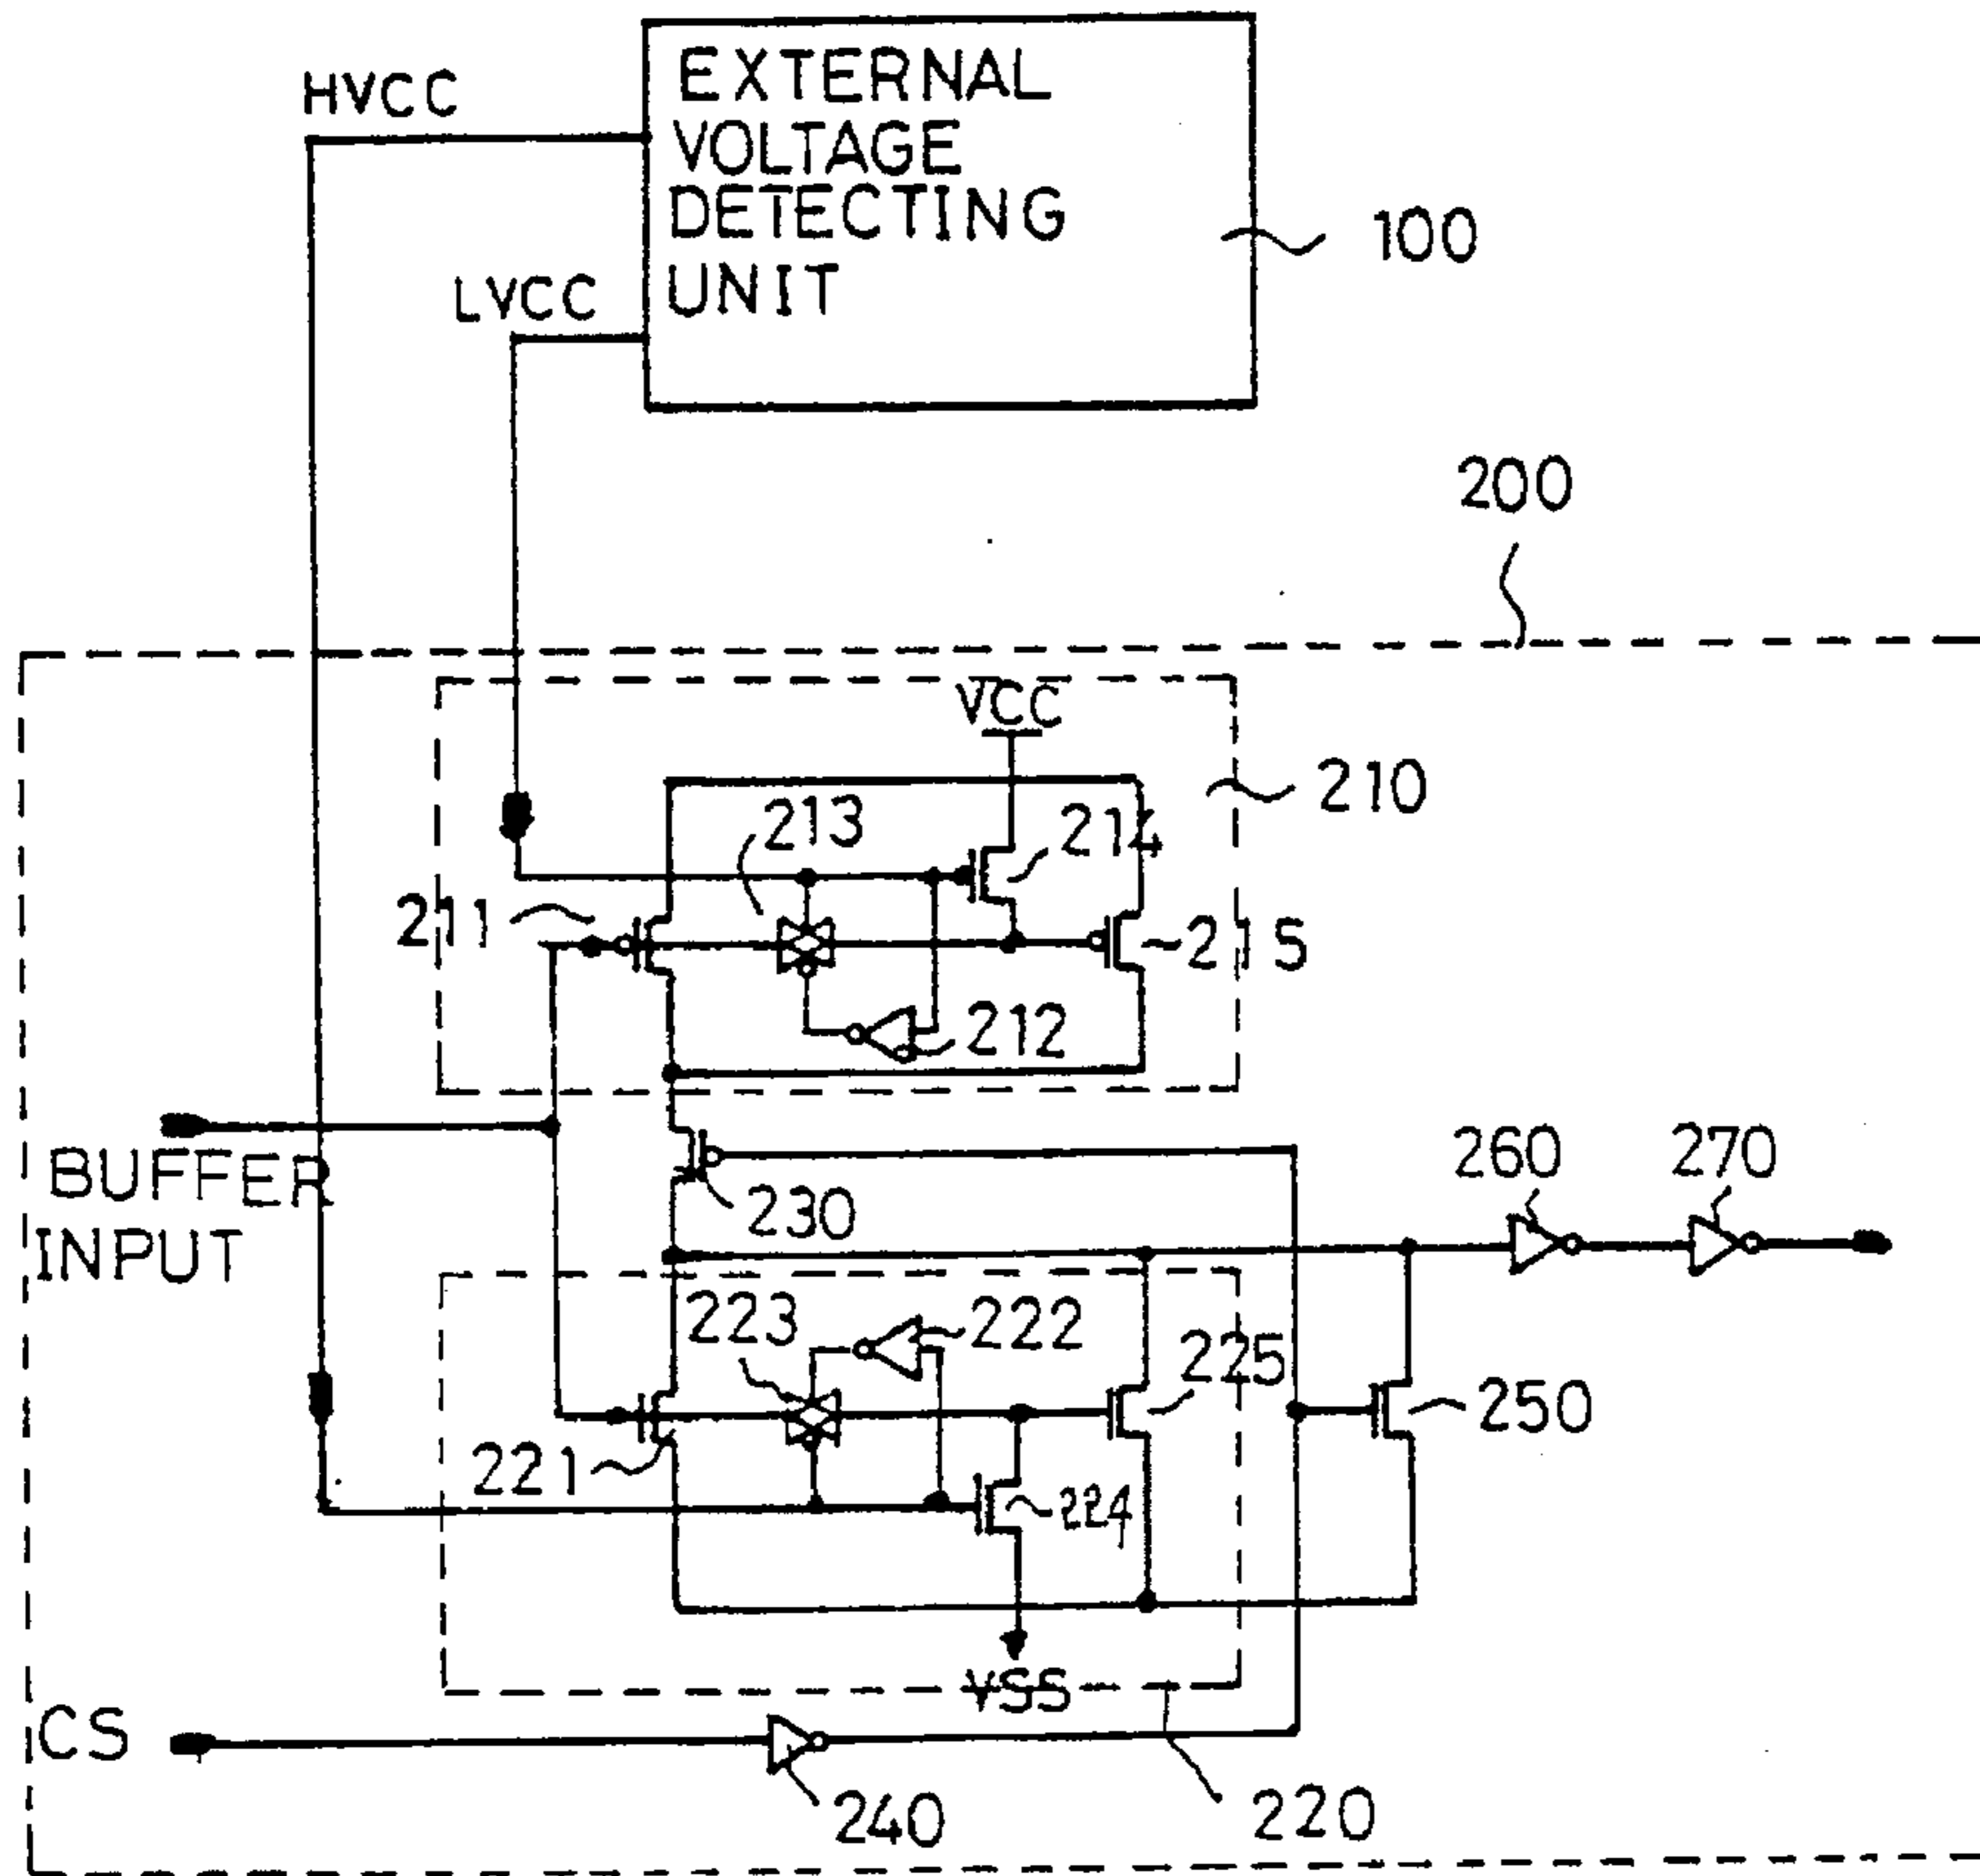 HVCC
EXTERNAL
VOLTAGE
DETECTING
UNIT
100
LVCC
200
VCC
210
213
214
211
215
212
BUFFER
INPUT
230
260
270
223
222
225
250
221
224
VSS
CS
240
220